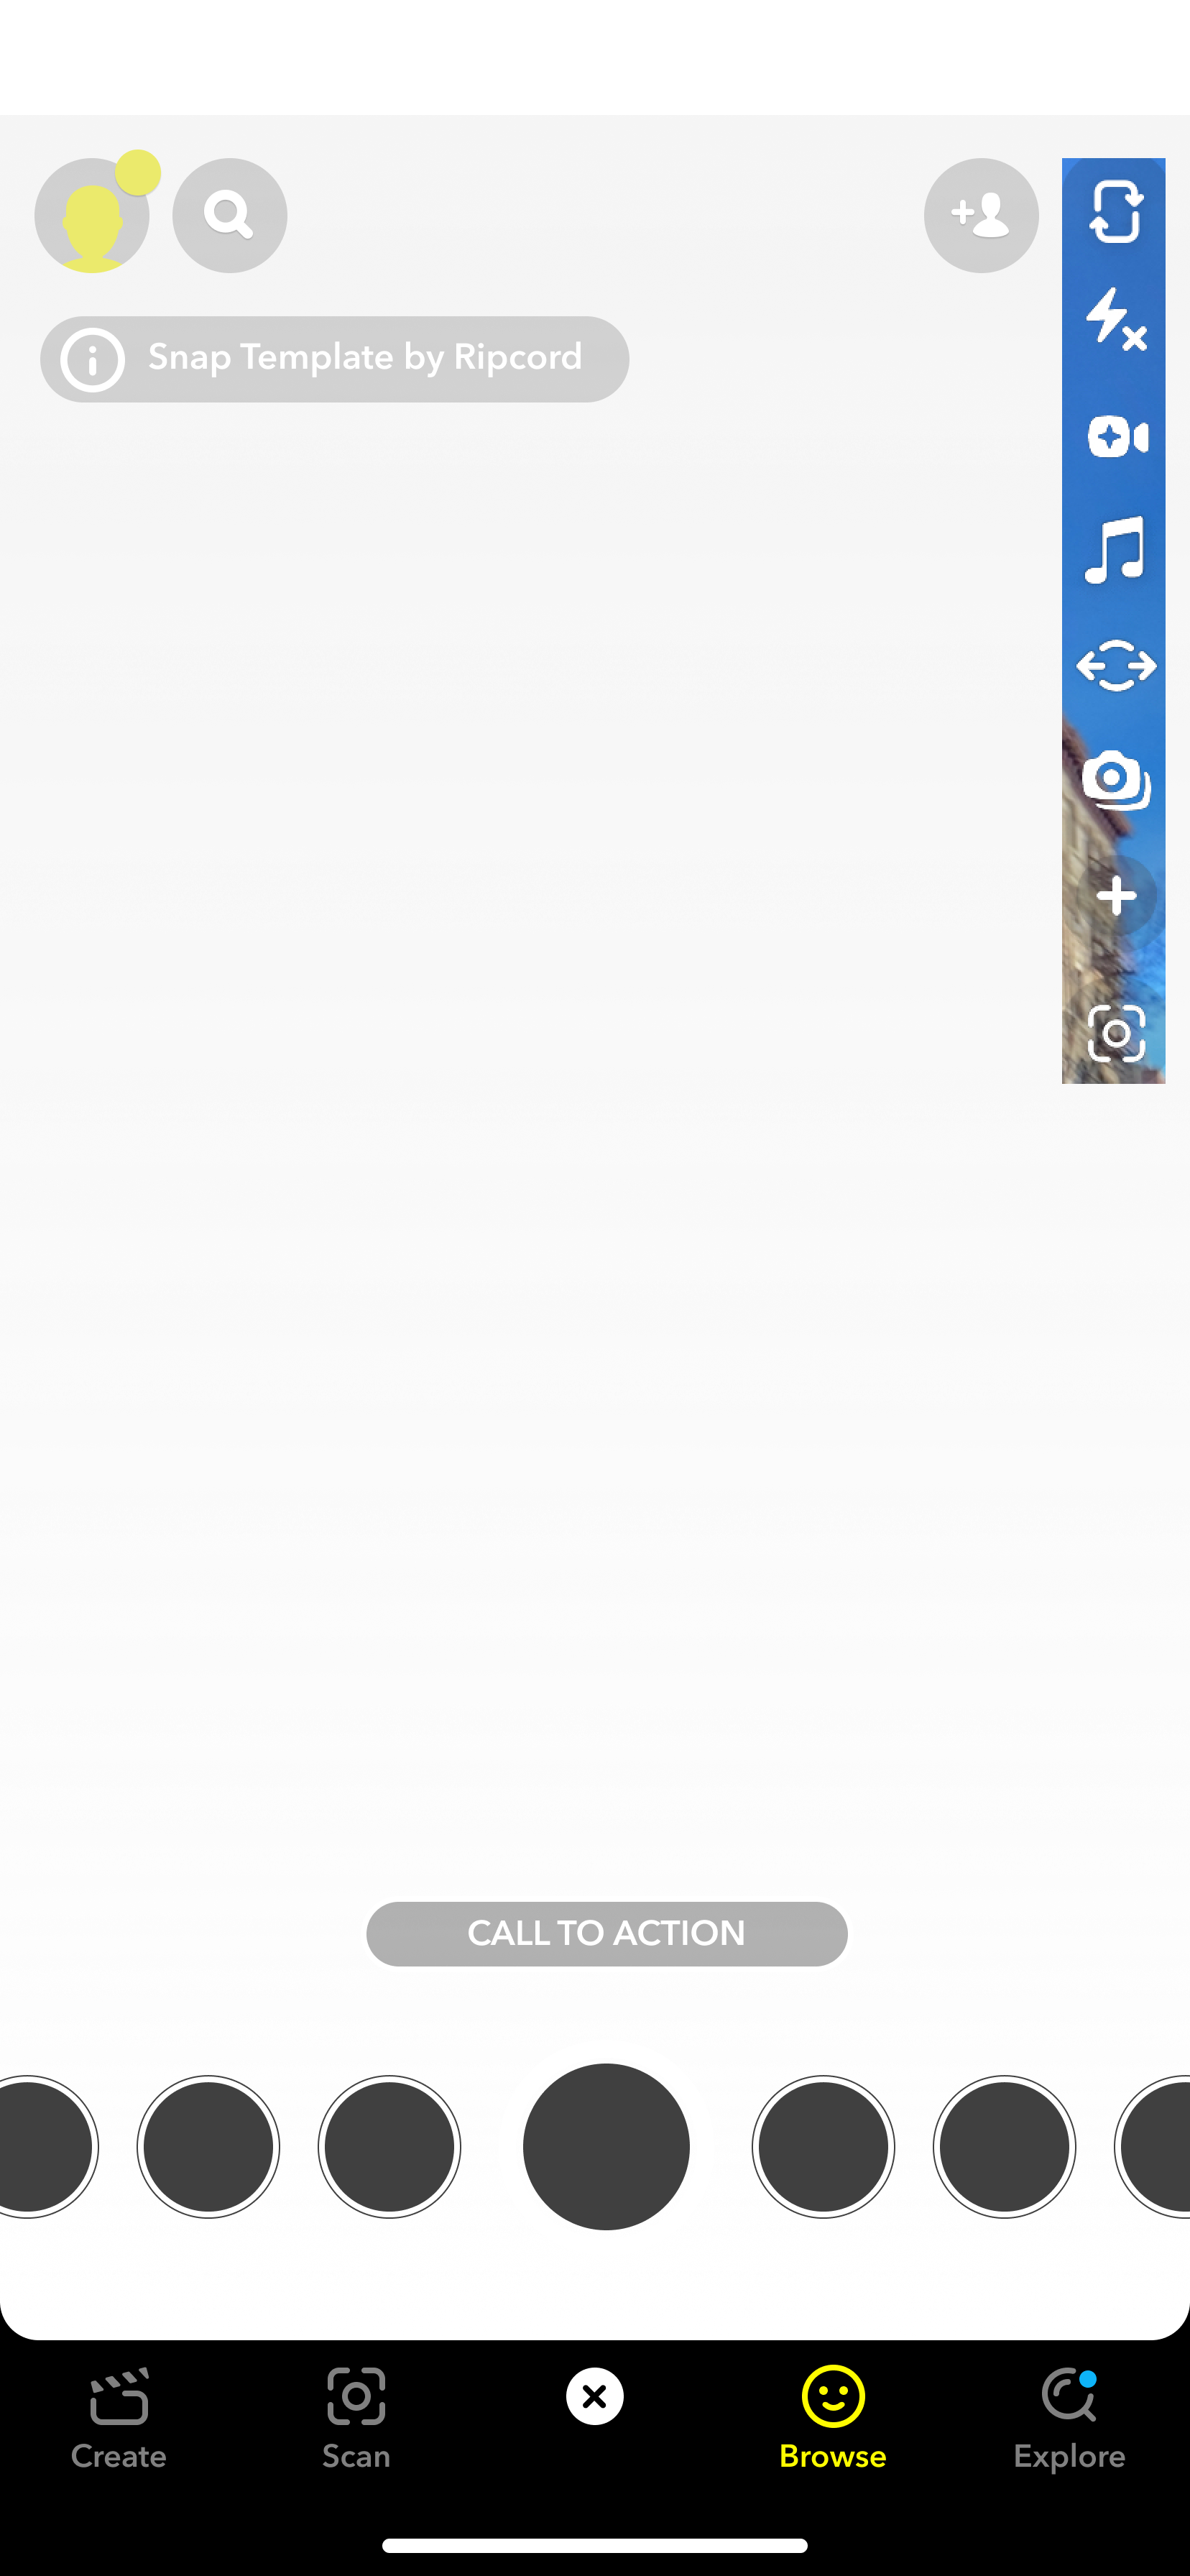 Snap Template by Ripcord
CALL TO ACTION
Create
Scan
Browse
Explore